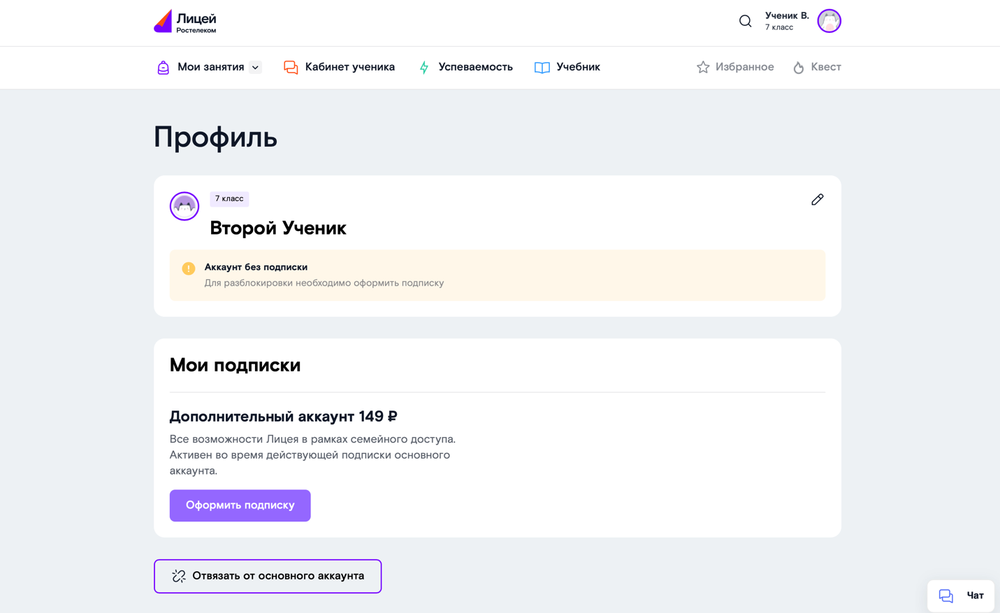 Лицей
Ростелеком
Ученик В.
7 класс
Мои занятия
Кабинет ученика
Успеваемость
Учебник
Избранное
Квест
Профиль
7 класс
Второй Ученик
Аккаунт без подписки
Для разблокировки необходимо оформить подписку
Мои подписки
Дополнительный аккаунт 149 ₽
Все возможности Лицея в рамках семейного доступа.
Активен во время действующей подписки основного
аккаунта.
Оформить подписку
Отвязать от основного аккаунта
Чат